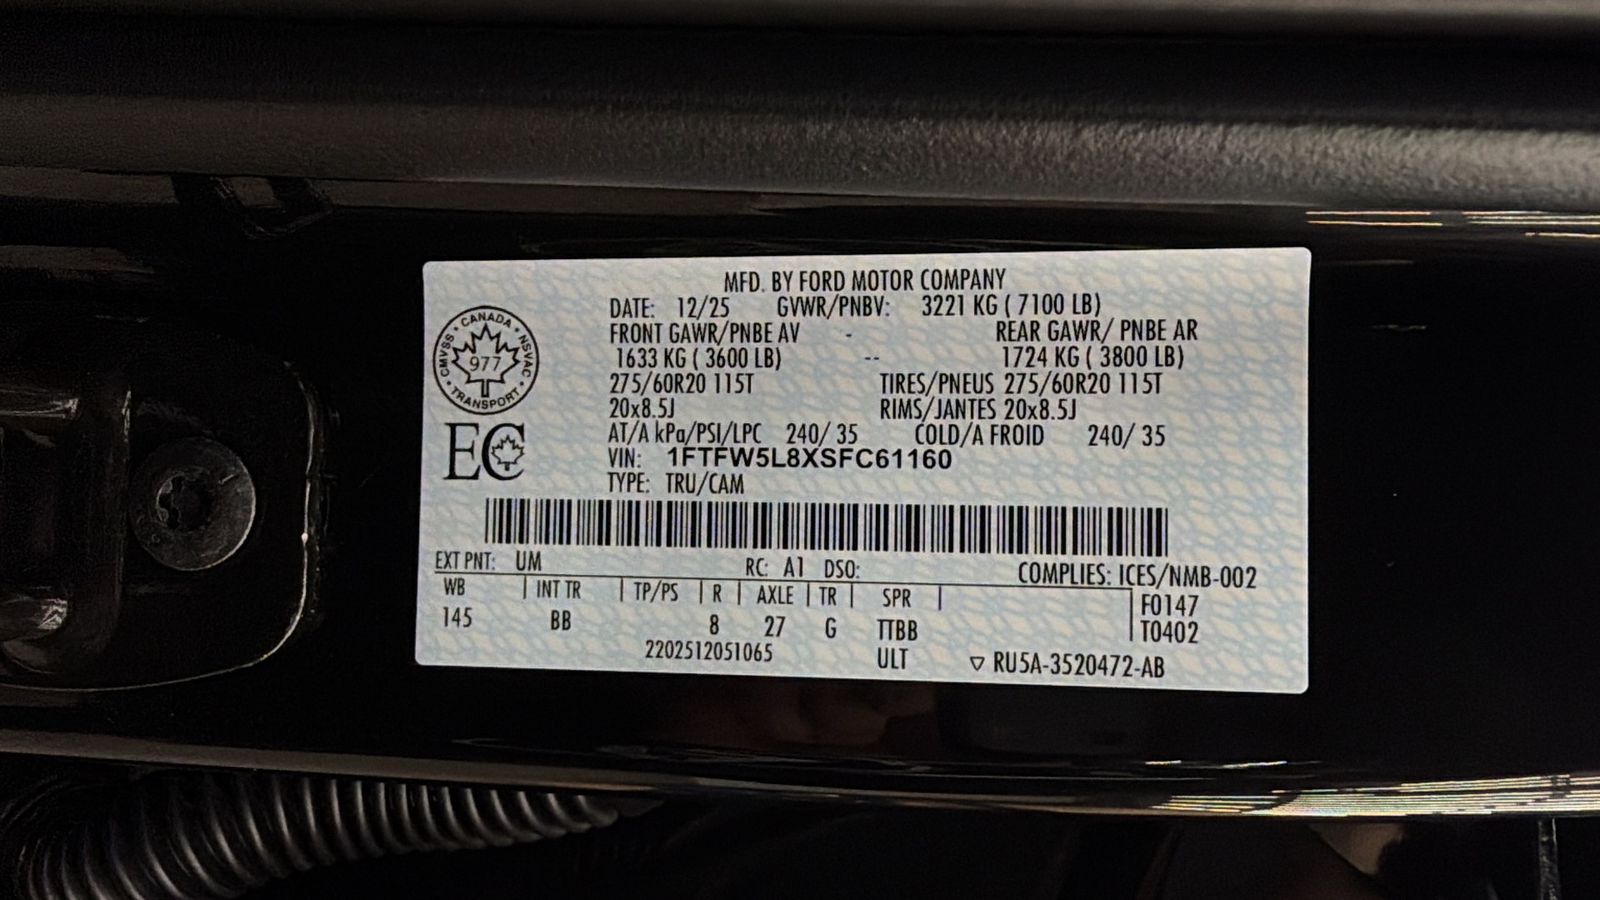 MFD. BY FORD MOTOR COMPANY
DATE: 12/25 GVWR/PNBV: 3221 KG ( 7100 LB)
FRONT GAWR/PNBE AV - REAR GAWR/ PNBE AR
1633 KG ( 3600 LB) -- 1724 KG ( 3800 LB)
275/60R20 115T TIRES/PNEUS 275/60R20 115T
20x8.5J RIMS/JANTES 20x8.5J
AT/A kPa/PSI/LPC 240/ 35 COLD/A FROID 240/ 35
VIN: 1FTFW5L8XSFC61160
TYPE: TRU/CAM
CANADA
CMVSS NSVAC
977
TRANSPORT
EC
EXT PNT: UM RC: A1 DSO:
COMPLIES: ICES/NMB-002
WB | INT TR | TP/PS | R | AXLE | TR | SPR |
F0147
145 BB 8 27 G TTBB
T0402
2202512051065 ULT
▽ RU5A-3520472-AB